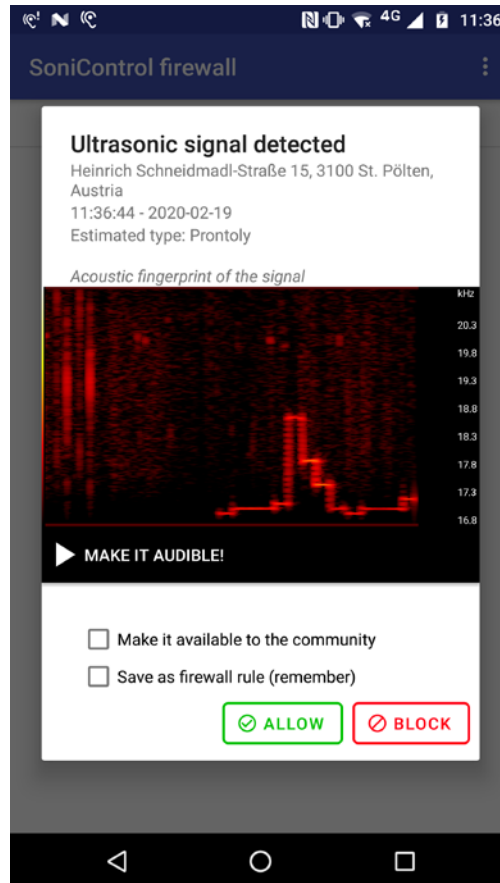 4G 11:36
SoniControl firewall
Ultrasonic signal detected
Heinrich Schneidmadl-Straße 15, 3100 St. Pölten,
Austria
11:36:44 - 2020-02-19
Estimated type: Prontoly
Acoustic fingerprint of the signal
kHz
20.3
19.8
19.3
18.8
18.3
17.8
17.3
16.8
MAKE IT AUDIBLE!
Make it available to the community
Save as firewall rule (remember)
ALLOW BLOCK